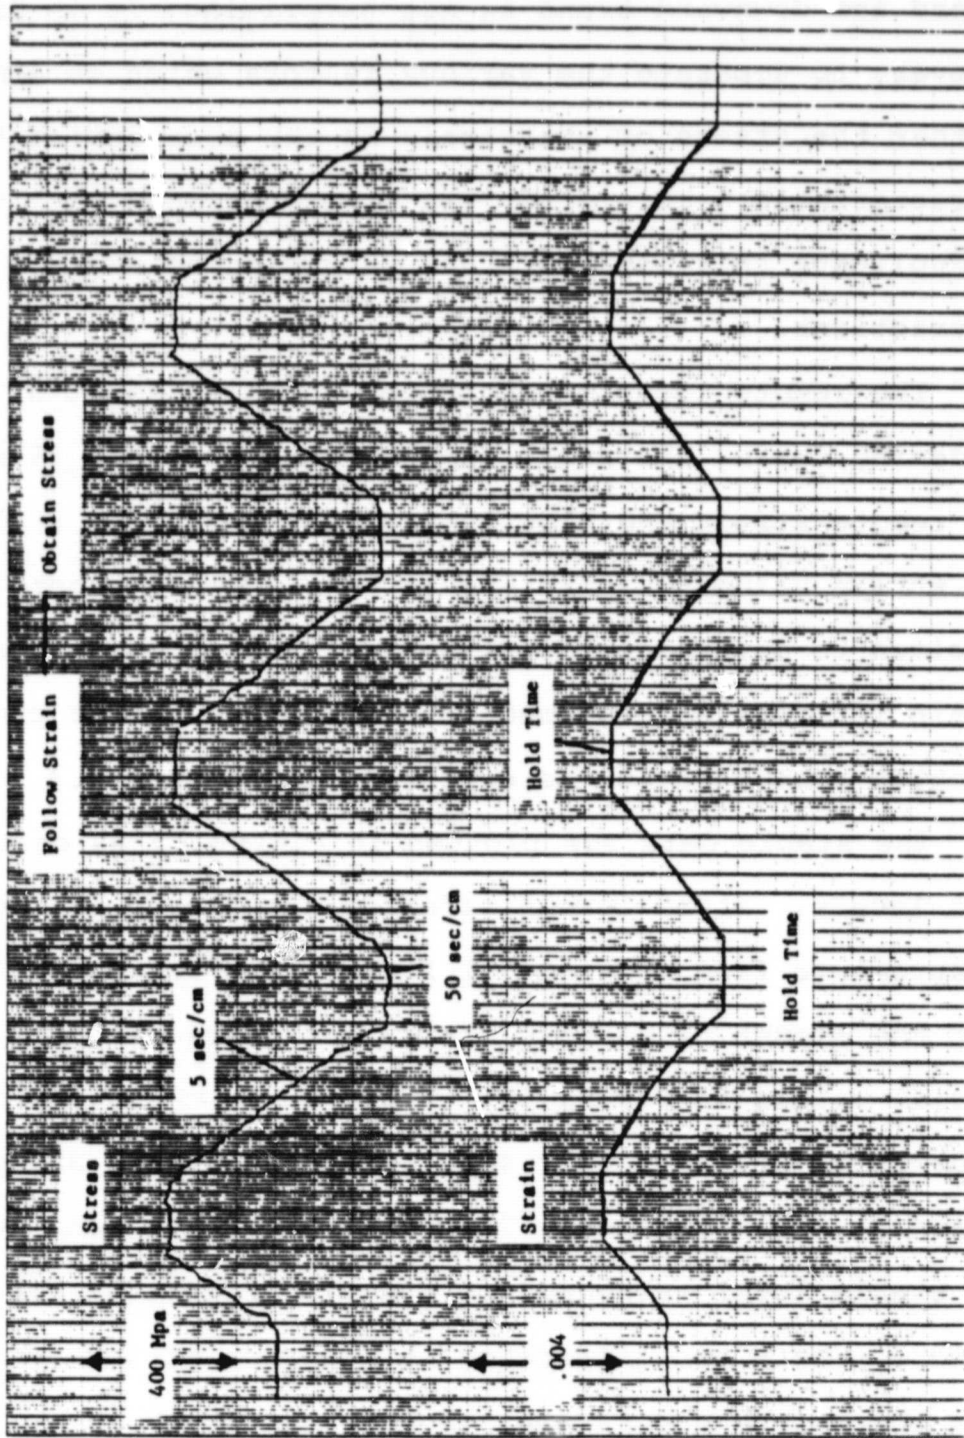 Follow Strain
Obtain Stress
Stress
5 sec/cm
400 Mpa
50 sec/cm
Hold Time
Strain
.004
Hold Time